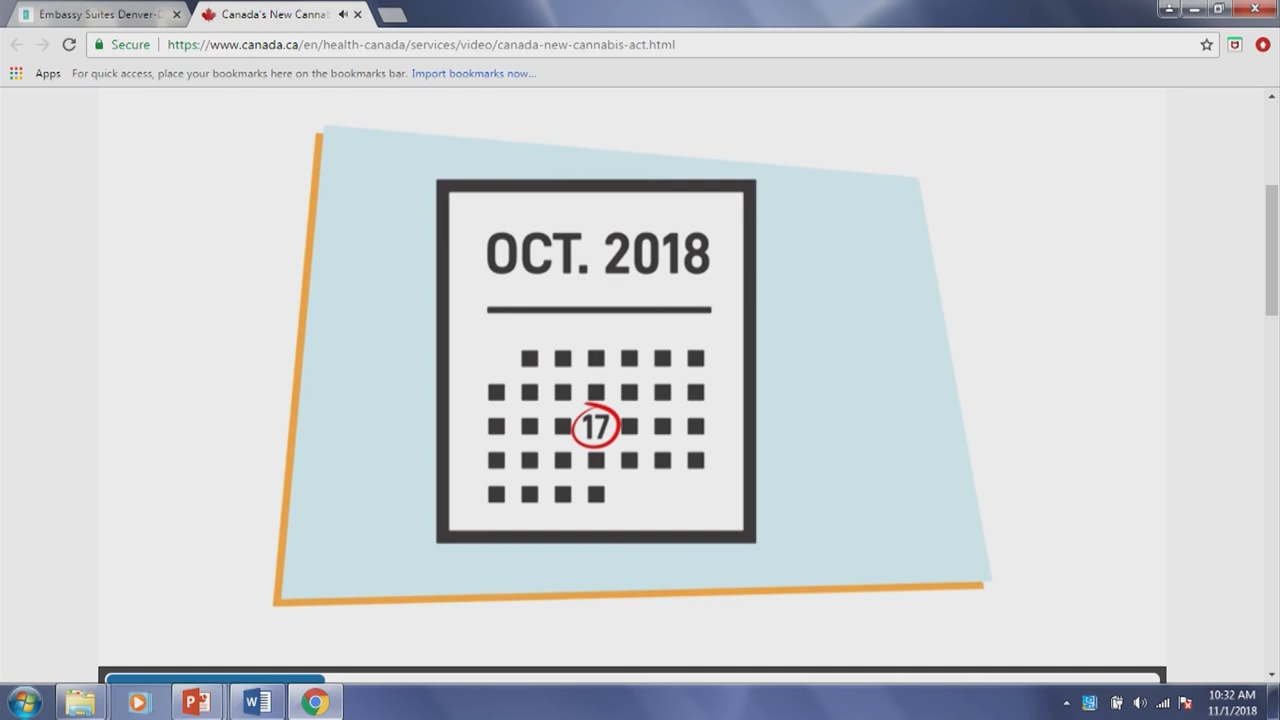 Embassy Suites Denver-
Canada's New Canna
Secure
https://www.canada.ca/en/health-canada/services/video/canada-new-cannabis-act.html
Apps
For quick access, place your bookmarks here on the bookmarks bar. Import bookmarks now...
OCT. 2018
17
10:32 AM
11/1/2018